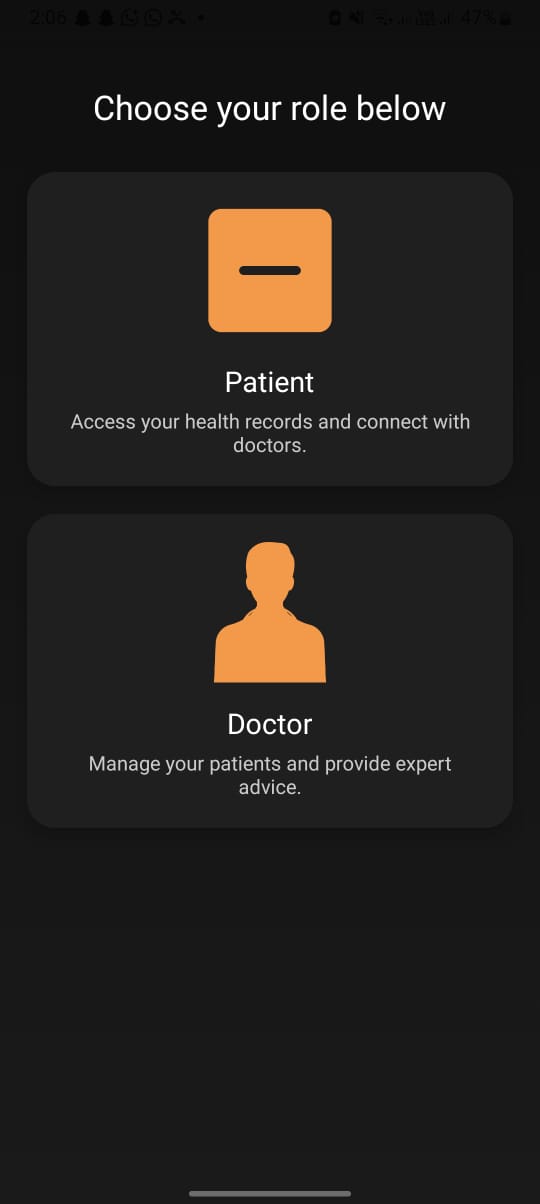 2:06 47%
Choose your role below
Patient
Access your health records and connect with
doctors.
Doctor
Manage your patients and provide expert
advice.